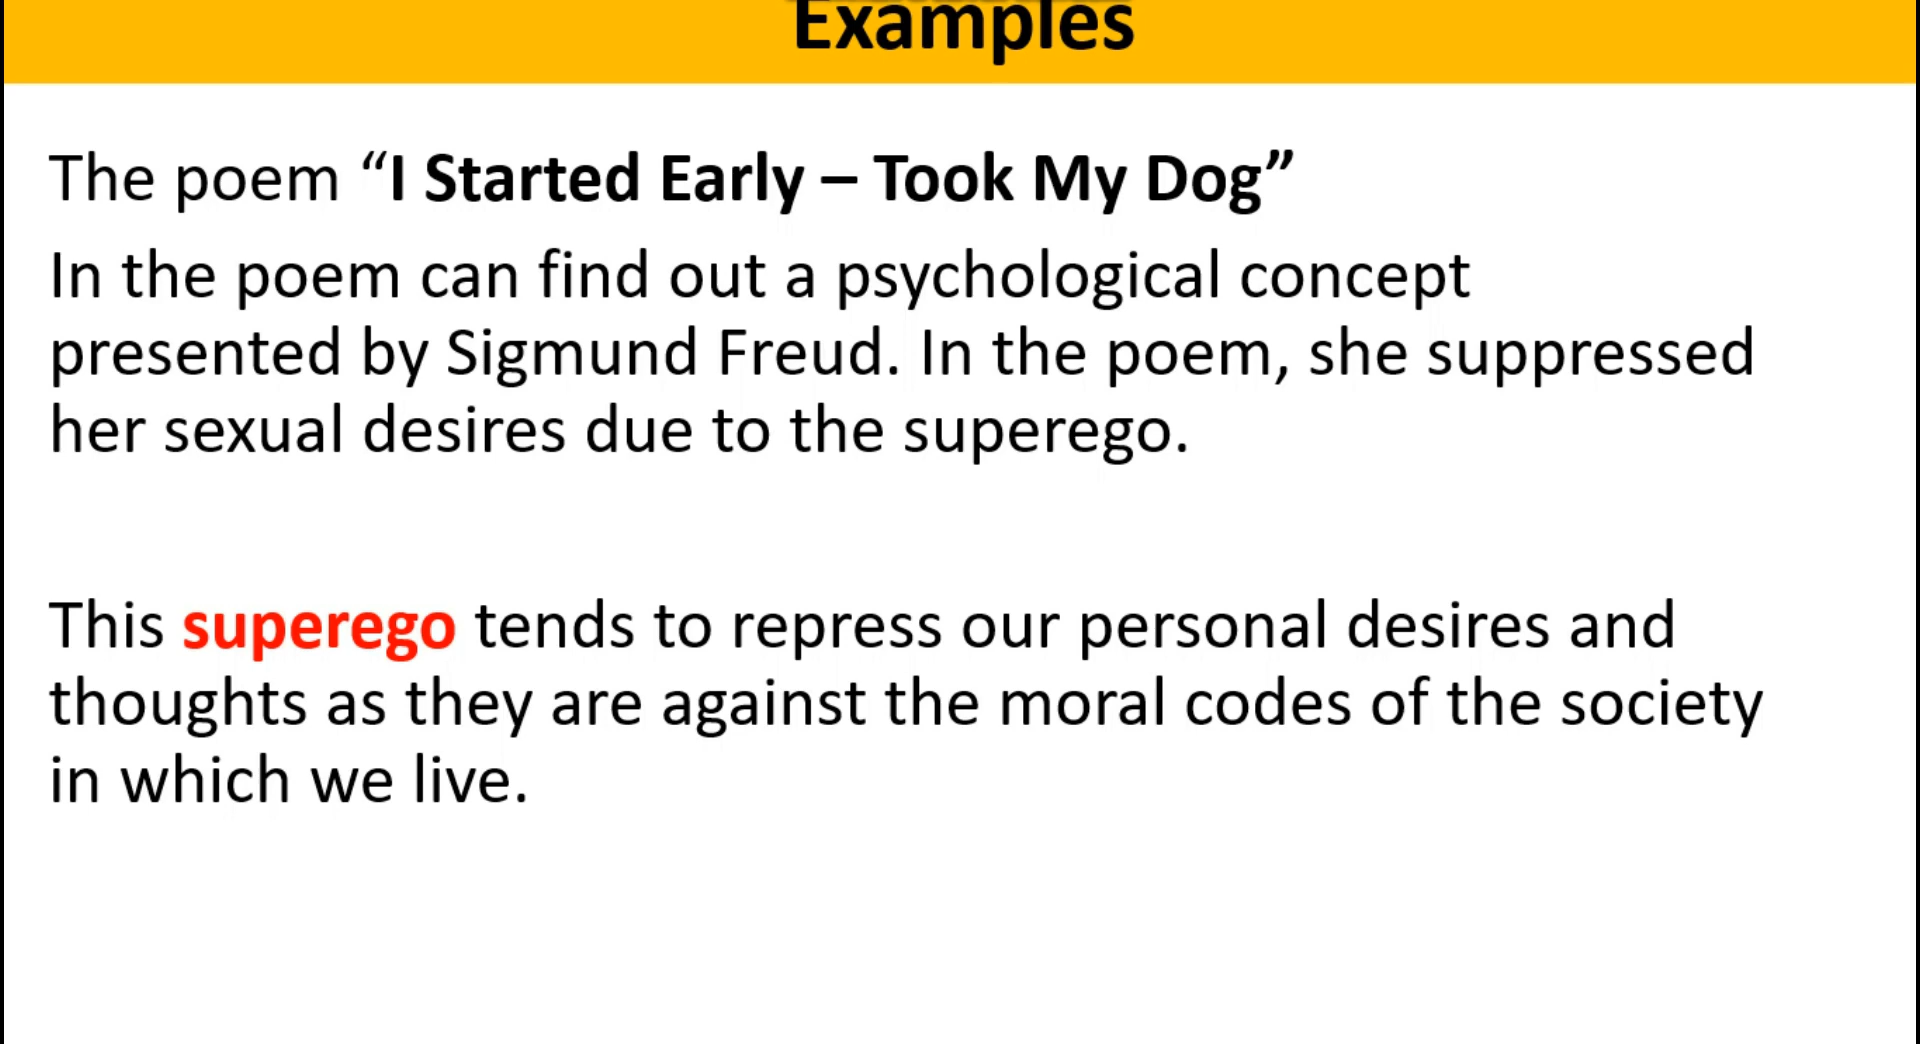 Examples
The poem “I Started Early – Took My Dog”
In the poem can find out a psychological concept
presented by Sigmund Freud. In the poem, she suppressed
her sexual desires due to the superego.
This superego tends to repress our personal desires and
thoughts as they are against the moral codes of the society
in which we live.